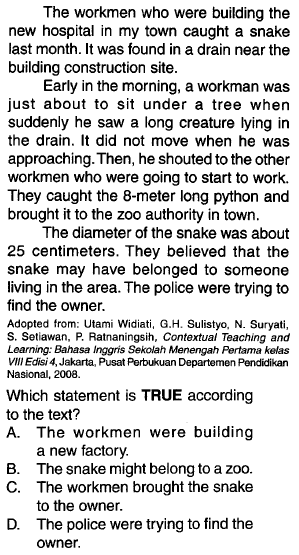 The workmen who were building the
new hospital in my town caught a snake
last month. It was found in a drain near the
building construction site.
Early in the morning, a workman was
just about to sit under a tree when
suddenly he saw a long creature lying in
the drain. It did not move when he was
approaching. Then, he shouted to the other
workmen who were going to start to work.
They caught the 8-meter long python and
brought it to the zoo authority in town.
The diameter of the snake was about
25 centimeters. They believed that the
snake may have belonged to someone
living in the area. The police were trying to
find the owner.
Adopted from: Utami Widiati, G.H. Sulistyo, N. Suryati,
S. Setiawan, P. Ratnaningsih, Contextual Teaching and
Learning: Bahasa Inggris Sekolah Menengah Pertama kelas
VIII Edisi 4, Jakarta, Pusat Perbukuan Departemen Pendidikan
Nasional, 2008.
Which statement is TRUE according
to the text?
A. The workmen were building
a new factory.
B. The snake might belong to a zoo.
C. The workmen brought the snake
to the owner.
D. The police were trying to find the
owner.